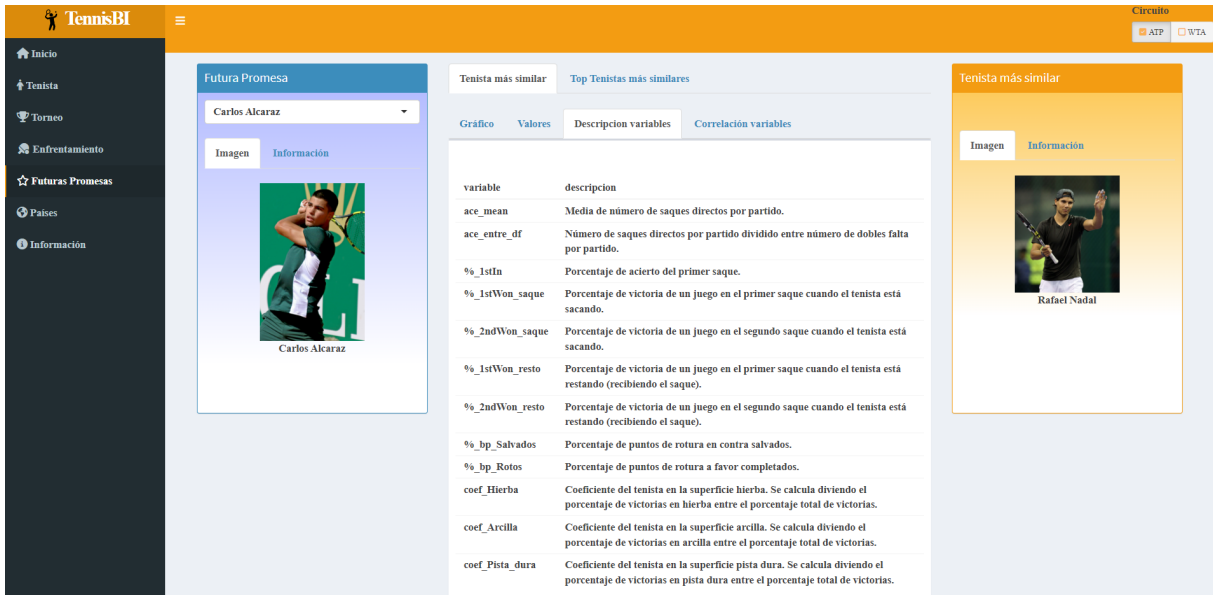 TennisBI
Circuito
ATP
WTA
Inicio
Tenista
Torneo
Enfrentamiento
Futuras Promesas
Países
Información
Futura Promesa
Carlos Alcaraz
Imagen
Información
Carlos Alcaraz
Tenista más similar
Top Tenistas más similares
Gráfico
Valores
Descripcion variables
Correlación variables
variable descripcion
ace_mean Media de número de saques directos por partido.
ace_entre_df Número de saques directos por partido dividido entre número de dobles falta
por partido.
%_1stIn Porcentaje de acierto del primer saque.
%_1stWon_saque Porcentaje de victoria de un juego en el primer saque cuando el tenista está
sacando.
%_2ndWon_saque Porcentaje de victoria de un juego en el segundo saque cuando el tenista está
sacando.
%_1stWon_resto Porcentaje de victoria de un juego en el primer saque cuando el tenista está
restando (recibiendo el saque).
%_2ndWon_resto Porcentaje de victoria de un juego en el segundo saque cuando el tenista está
restando (recibiendo el saque).
%_bp_Salvados Porcentaje de puntos de rotura en contra salvados.
%_bp_Rotos Porcentaje de puntos de rotura a favor completados.
coef_Hierba Coeficiente del tenista en la superficie hierba. Se calcula diviendo el
porcentaje de victorias en hierba entre el porcentaje total de victorias.
coef_Arcilla Coeficiente del tenista en la superficie arcilla. Se calcula diviendo el
porcentaje de victorias en arcilla entre el porcentaje total de victorias.
coef_Pista_dura Coeficiente del tenista en la superficie pista dura. Se calcula diviendo el
porcentaje de victorias en pista dura entre el porcentaje total de victorias.
Tenista más similar
Imagen
Información
Rafael Nadal